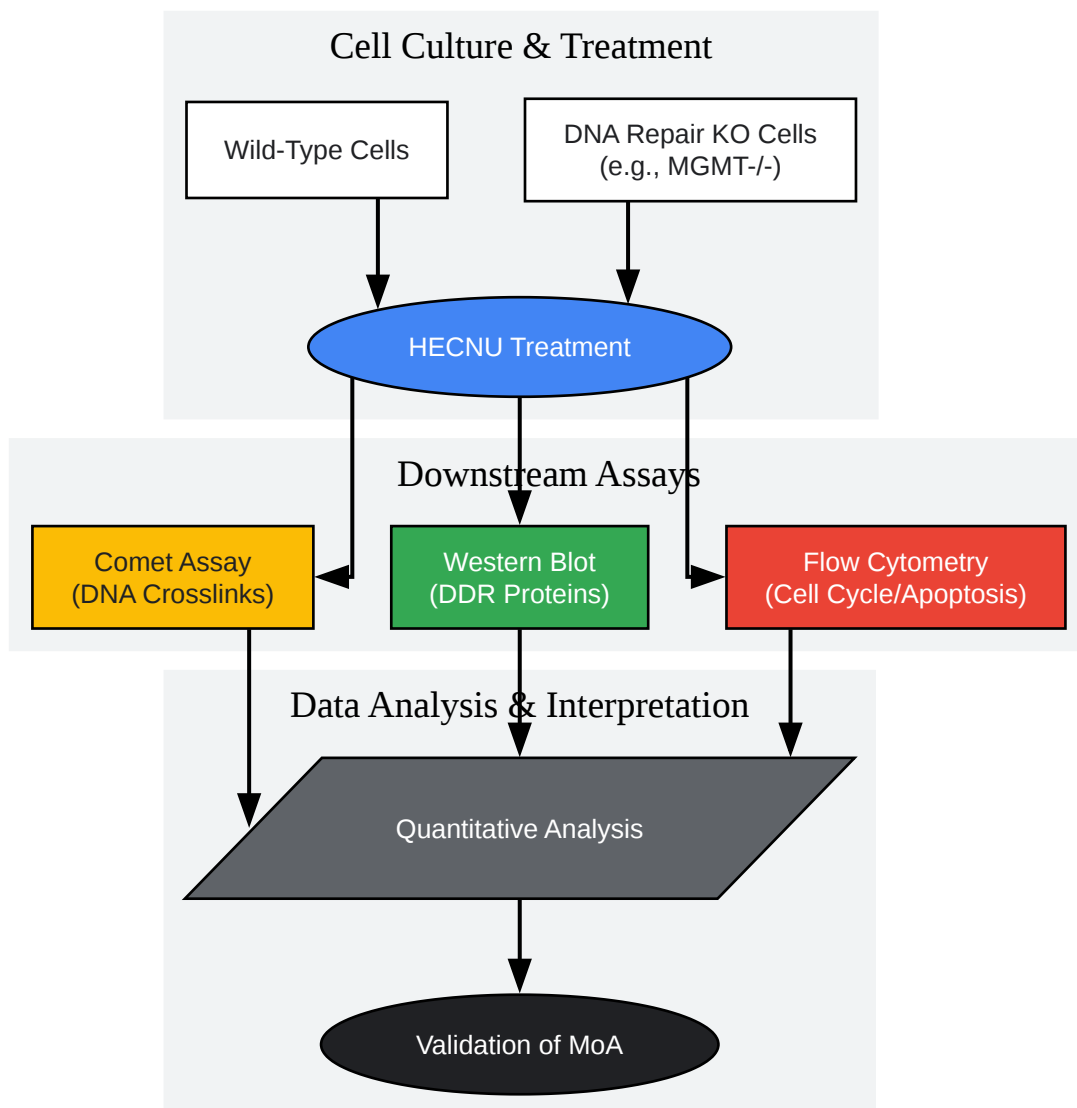 Cell Culture & Treatment
Wild-Type Cells
DNA Repair KO Cells
(e.g., MGMT-/-)
HECNU Treatment
Downstream Assays
Comet Assay
(DNA Crosslinks)
Western Blot
(DDR Proteins)
Flow Cytometry
(Cell Cycle/Apoptosis)
Data Analysis & Interpretation
Quantitative Analysis
Validation of MoA